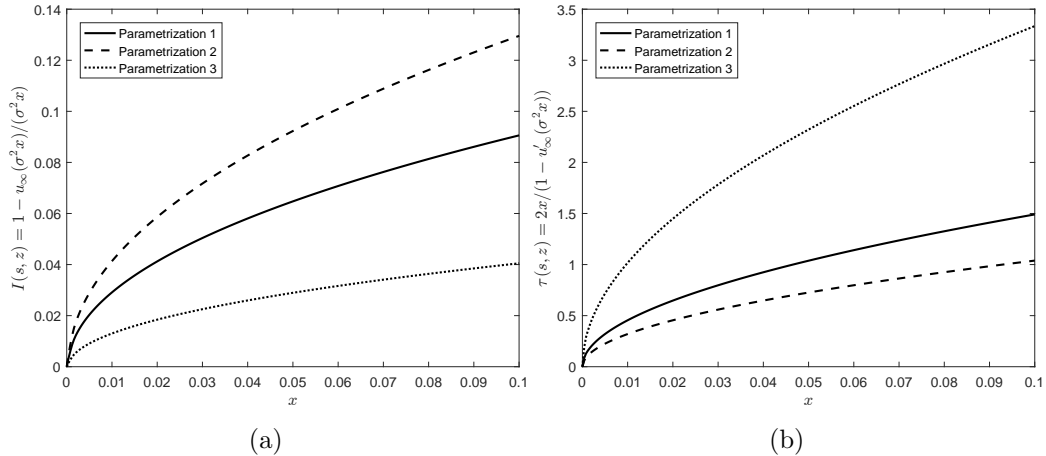 0.14
0.12
0.1
0.08
0.06
0.04
0.02
0
I(s, z) = 1 − u∞(σ²x)/(σ²x)
Parametrization 1
Parametrization 2
Parametrization 3
0 0.01 0.02 0.03 0.04 0.05 0.06 0.07 0.08 0.09 0.1
x
(a)
3.5
3
2.5
2
1.5
1
0.5
0
τ(s, z) = 2x/(1 − u′∞(σ²x))
Parametrization 1
Parametrization 2
Parametrization 3
0 0.01 0.02 0.03 0.04 0.05 0.06 0.07 0.08 0.09 0.1
x
(b)